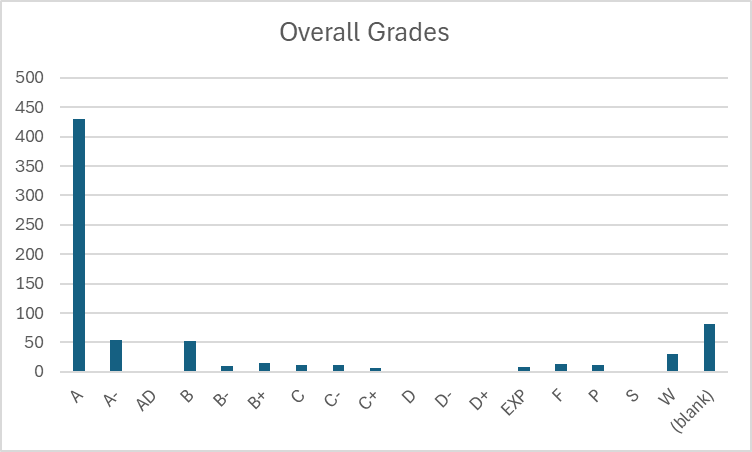 Overall Grades
500
450
400
350
300
250
200
150
100
50
0
A
A-
AD
B
B-
B+
C
C-
C+
D
D-
D+
EXP
F
P
S
W
(blank)